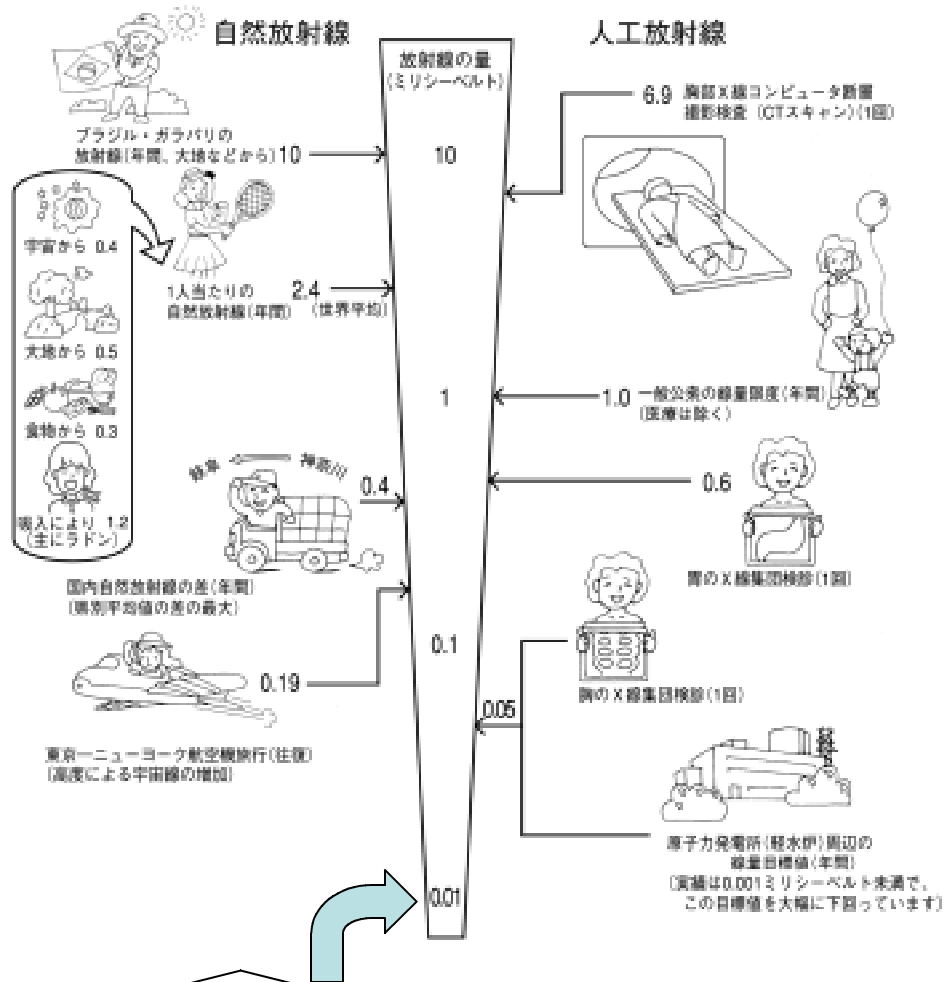 自然放射線
人工放射線
放射線の量
(ミリシーベルト)
10
1
0.1
0.01
ブラジル・ガラパリの
放射線(年間、大地などから)10
宇宙から 0.4
大地から 0.5
食物から 0.3
吸入により 1.2
(主にラドン)
1人当たりの
自然放射線(年間)
2.4
(世界平均)
岐阜
神奈川
0.4
国内自然放射線の差(年間)
(県別平均値の差の最大)
0.19
東京ーニューヨーク航空機旅行(往復)
(高度による宇宙線の増加)
6.9 胸部X線コンピュータ断層
撮影検査(CTスキャン)(1回)
1.0 一般公衆の線量限度(年間)
(医療は除く)
0.6
胃のX線集団検診(1回)
胸のX線集団検診(1回)
0.05
原子力発電所(軽水炉)周辺の
線量目標値(年間)
(実績は0.001ミリシーベルト未満で、
この目標値を大幅に下回っています)